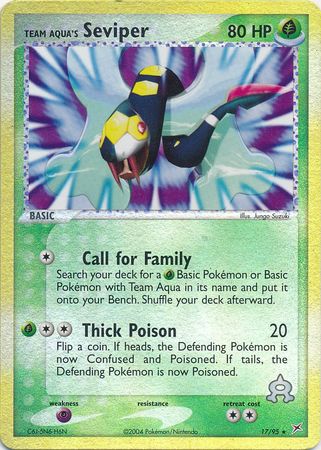 TEAM AQUA'S Seviper 80 HP
BASIC
Illus. Jungo Suzuki
Call for Family
Search your deck for a Basic Pokémon or Basic
Pokémon with Team Aqua in its name and put it
onto your Bench. Shuffle your deck afterward.
Thick Poison 20
Flip a coin. If heads, the Defending Pokémon is
now Confused and Poisoned. If tails, the
Defending Pokémon is now Poisoned.
weakness resistance retreat cost
C6J-5N6-H6N ©2004 Pokémon/Nintendo 17/95 ★